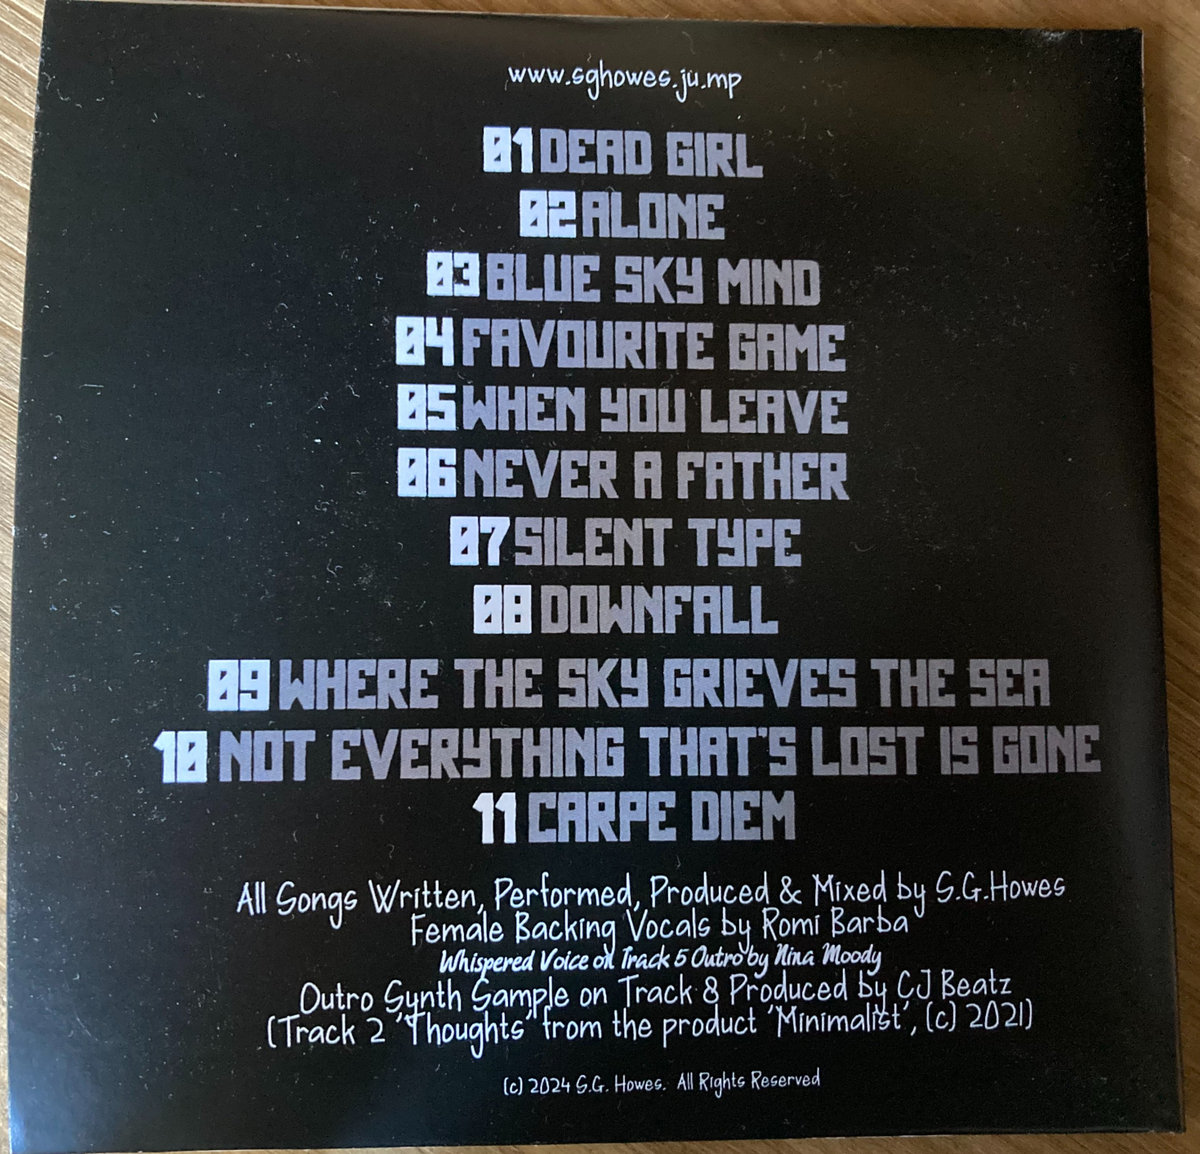 www.sghowes.ju.mp
01 DEAD GIRL
02 ALONE
03 BLUE SKY MIND
04 FAVOURITE GAME
05 WHEN YOU LEAVE
06 NEVER A FATHER
07 SILENT TYPE
08 DOWNFALL
09 WHERE THE SKY GRIEVES THE SEA
10 NOT EVERYTHING THAT'S LOST IS GONE
11 CARPE DIEM
All Songs Written, Performed, Produced & Mixed by S.G.Howes
Female Backing Vocals by Romi Barba
Whispered Voice on Track 5 Outro by Nina Moody
Outro Synth Sample on Track 8 Produced by CJ Beatz
(Track 2 'Thoughts' from the product 'Minimalist', (c) 2021)
(c) 2024 S.G. Howes. All Rights Reserved